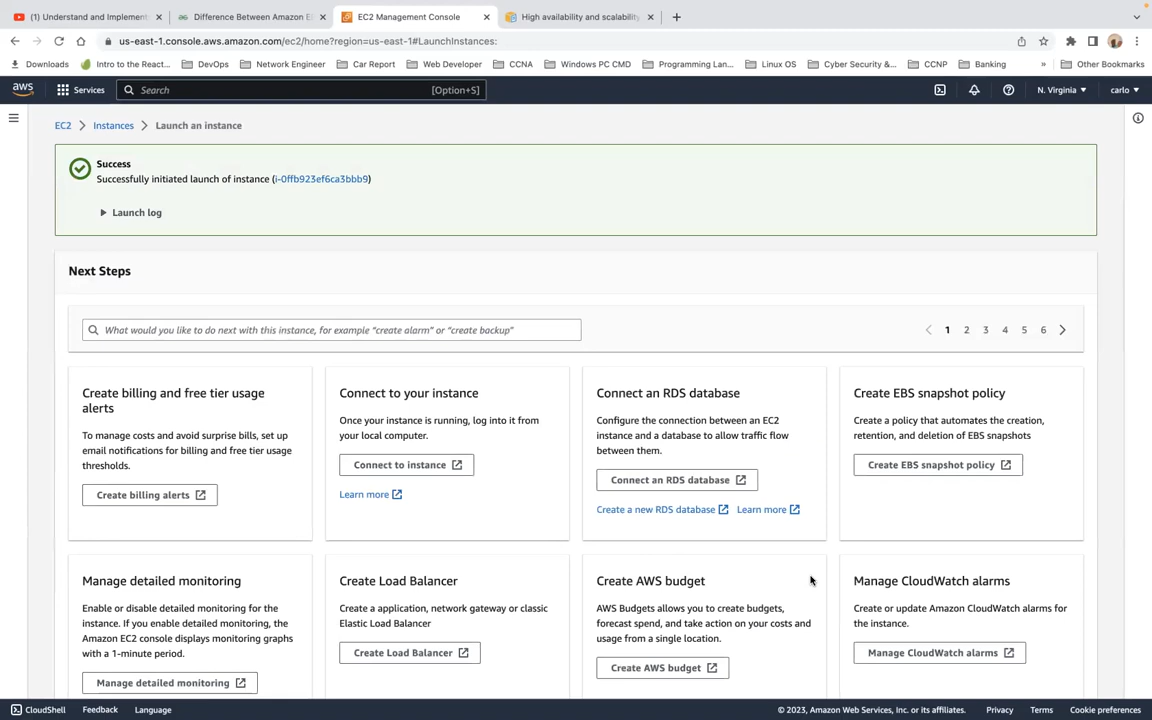 (1) Understand and Implement
Difference Between Amazon E
EC2 Management Console
High availability and scalability
us-east-1.console.aws.amazon.com/ec2/home?region=us-east-1#LaunchInstances:
Downloads
Intro to the React...
DevOps
Network Engineer
Car Report
Web Developer
CCNA
Windows PC CMD
Programming Lan...
Linux OS
Cyber Security &...
CCNP
Banking
»
Other Bookmarks
aws
Services
Search
[Option+S]
N. Virginia
carlo
EC2
Instances
Launch an instance
Success
Successfully initiated launch of instance (i-0ffb923ef6ca3bbb9)
Launch log
Next Steps
What would you like to do next with this instance, for example “create alarm” or “create backup”
1 2 3 4 5 6
Create billing and free tier usage
alerts
To manage costs and avoid surprise bills, set up
email notifications for billing and free tier usage
thresholds.
Create billing alerts
Connect to your instance
Once your instance is running, log into it from
your local computer.
Connect to instance
Learn more
Connect an RDS database
Configure the connection between an EC2
instance and a database to allow traffic flow
between them.
Connect an RDS database
Create a new RDS database
Learn more
Create EBS snapshot policy
Create a policy that automates the creation,
retention, and deletion of EBS snapshots
Create EBS snapshot policy
Manage detailed monitoring
Enable or disable detailed monitoring for the
instance. If you enable detailed monitoring, the
Amazon EC2 console displays monitoring graphs
with a 1-minute period.
Manage detailed monitoring
Create Load Balancer
Create a application, network gateway or classic
Elastic Load Balancer
Create Load Balancer
Create AWS budget
AWS Budgets allows you to create budgets,
forecast spend, and take action on your costs and
usage from a single location.
Create AWS budget
Manage CloudWatch alarms
Create or update Amazon CloudWatch alarms for
the instance.
Manage CloudWatch alarms
CloudShell
Feedback
Language
© 2023, Amazon Web Services, Inc. or its affiliates.
Privacy
Terms
Cookie preferences